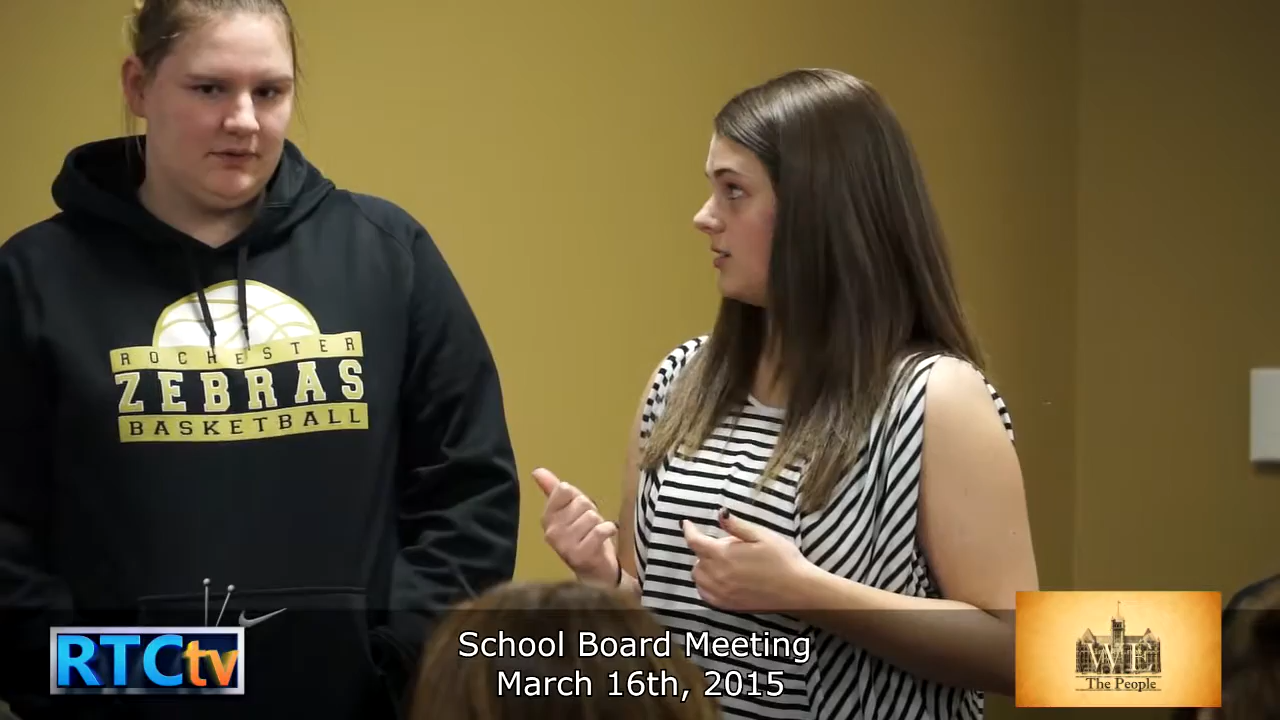 ROCHESTER
ZEBRAS
BASKETBALL
RTCtv
School Board Meeting
March 16th, 2015
WE
The People